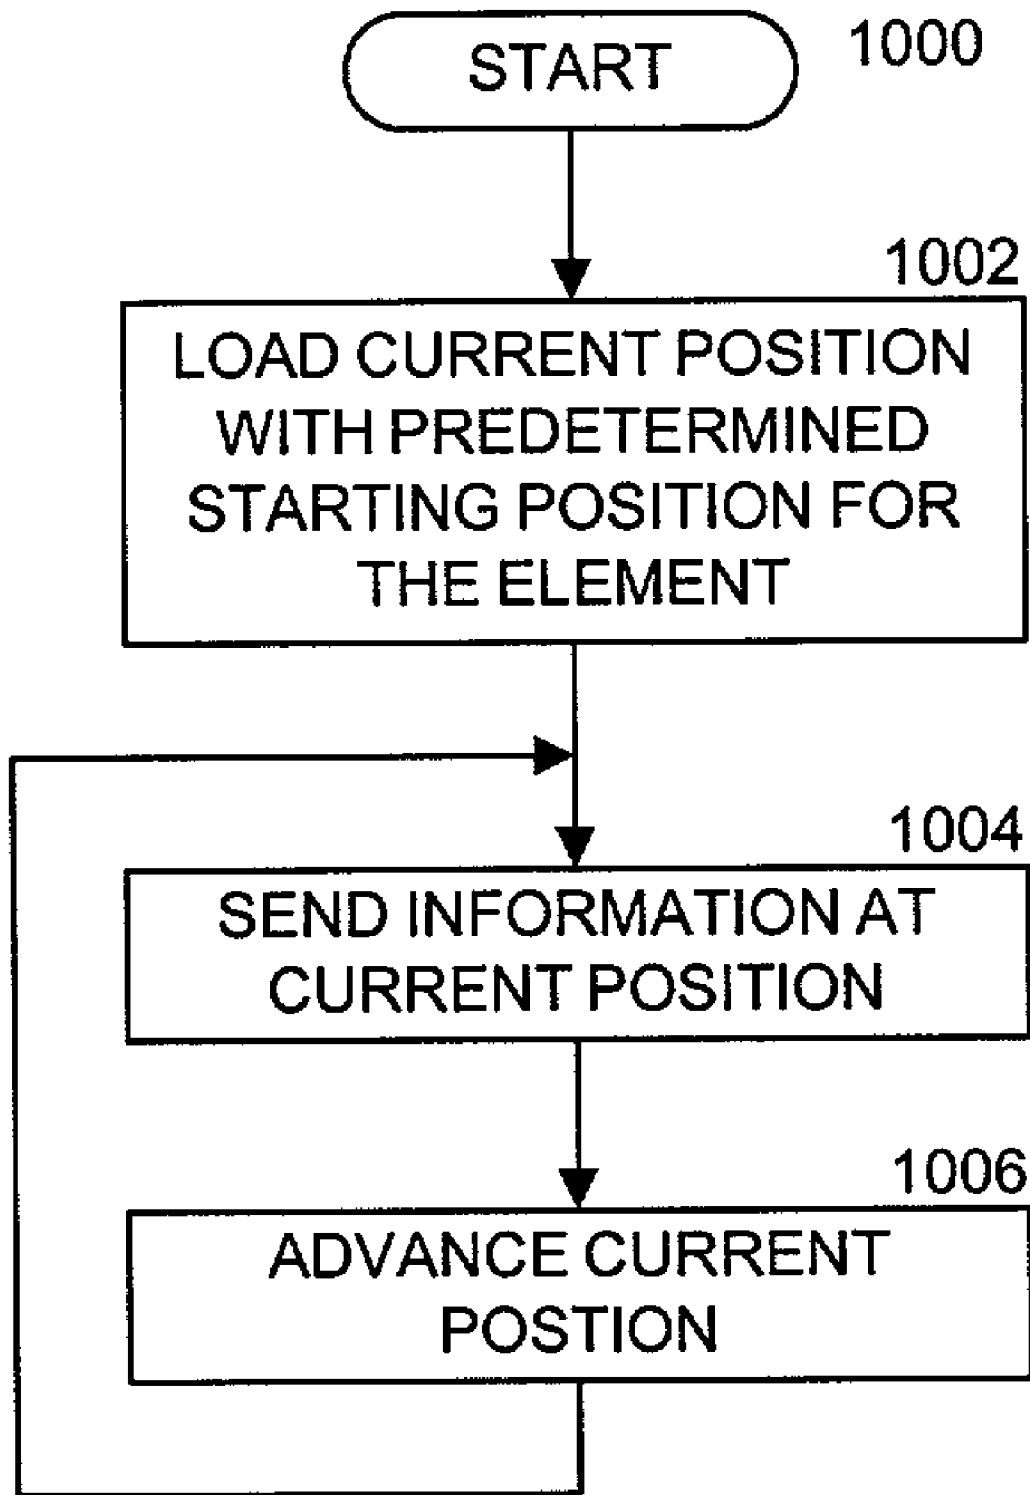 START
1000
1002
LOAD CURRENT POSITION
WITH PREDETERMINED
STARTING POSITION FOR
THE ELEMENT
1004
SEND INFORMATION AT
CURRENT POSITION
1006
ADVANCE CURRENT
POSTION